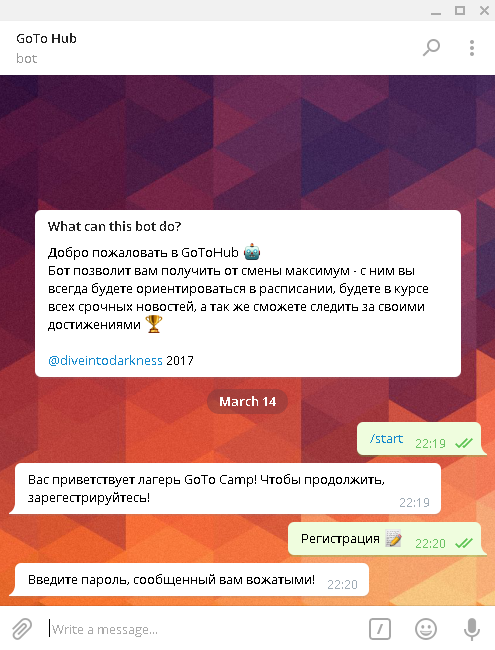 GoTo Hub
bot
What can this bot do?
Добро пожаловать в GoToHub 🤖
Бот позволит вам получить от смены максимум - с ним вы
всегда будете ориентироваться в расписании, будете в курсе
всех срочных новостей, а так же сможете следить за своими
достижениями 🏆
@diveintodarkness 2017
March 14
/start 22:19
Вас приветствует лагерь GoTo Camp! Чтобы продолжить,
зарегестрируйтесь!
22:19
Регистрация 📝 22:20
Введите пароль, сообщенный вам вожатыми! 22:20
Write a message...